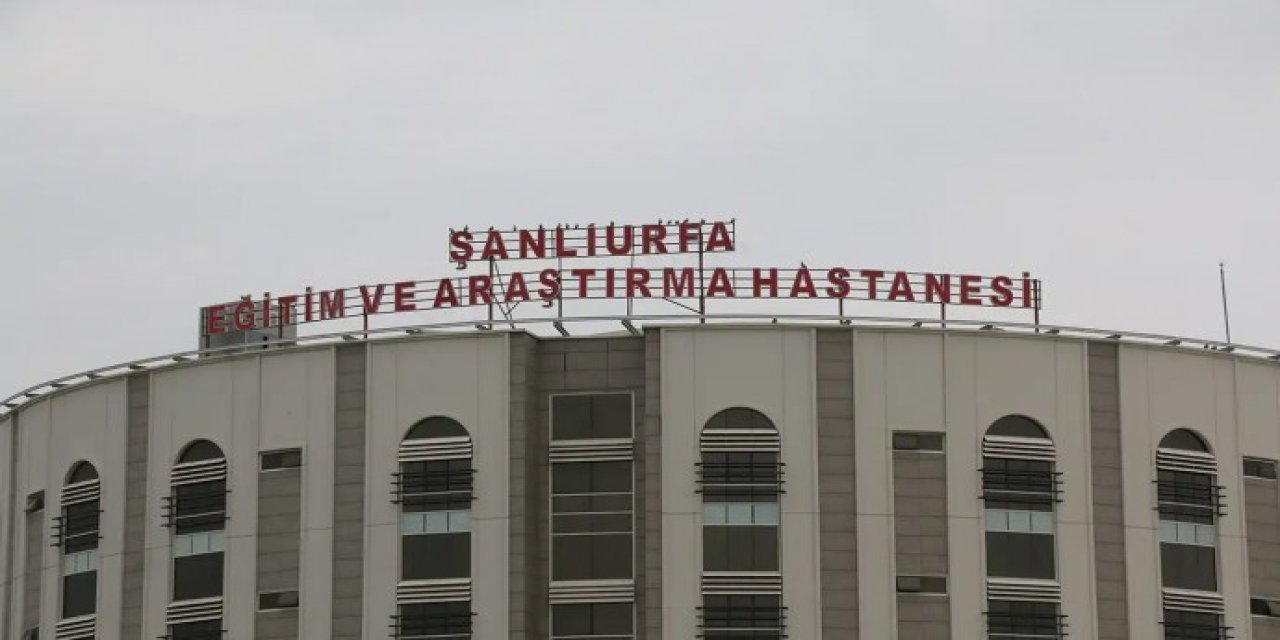 ŞANLIURFA
EĞİTİM VE ARAŞTIRMA HASTANESİ